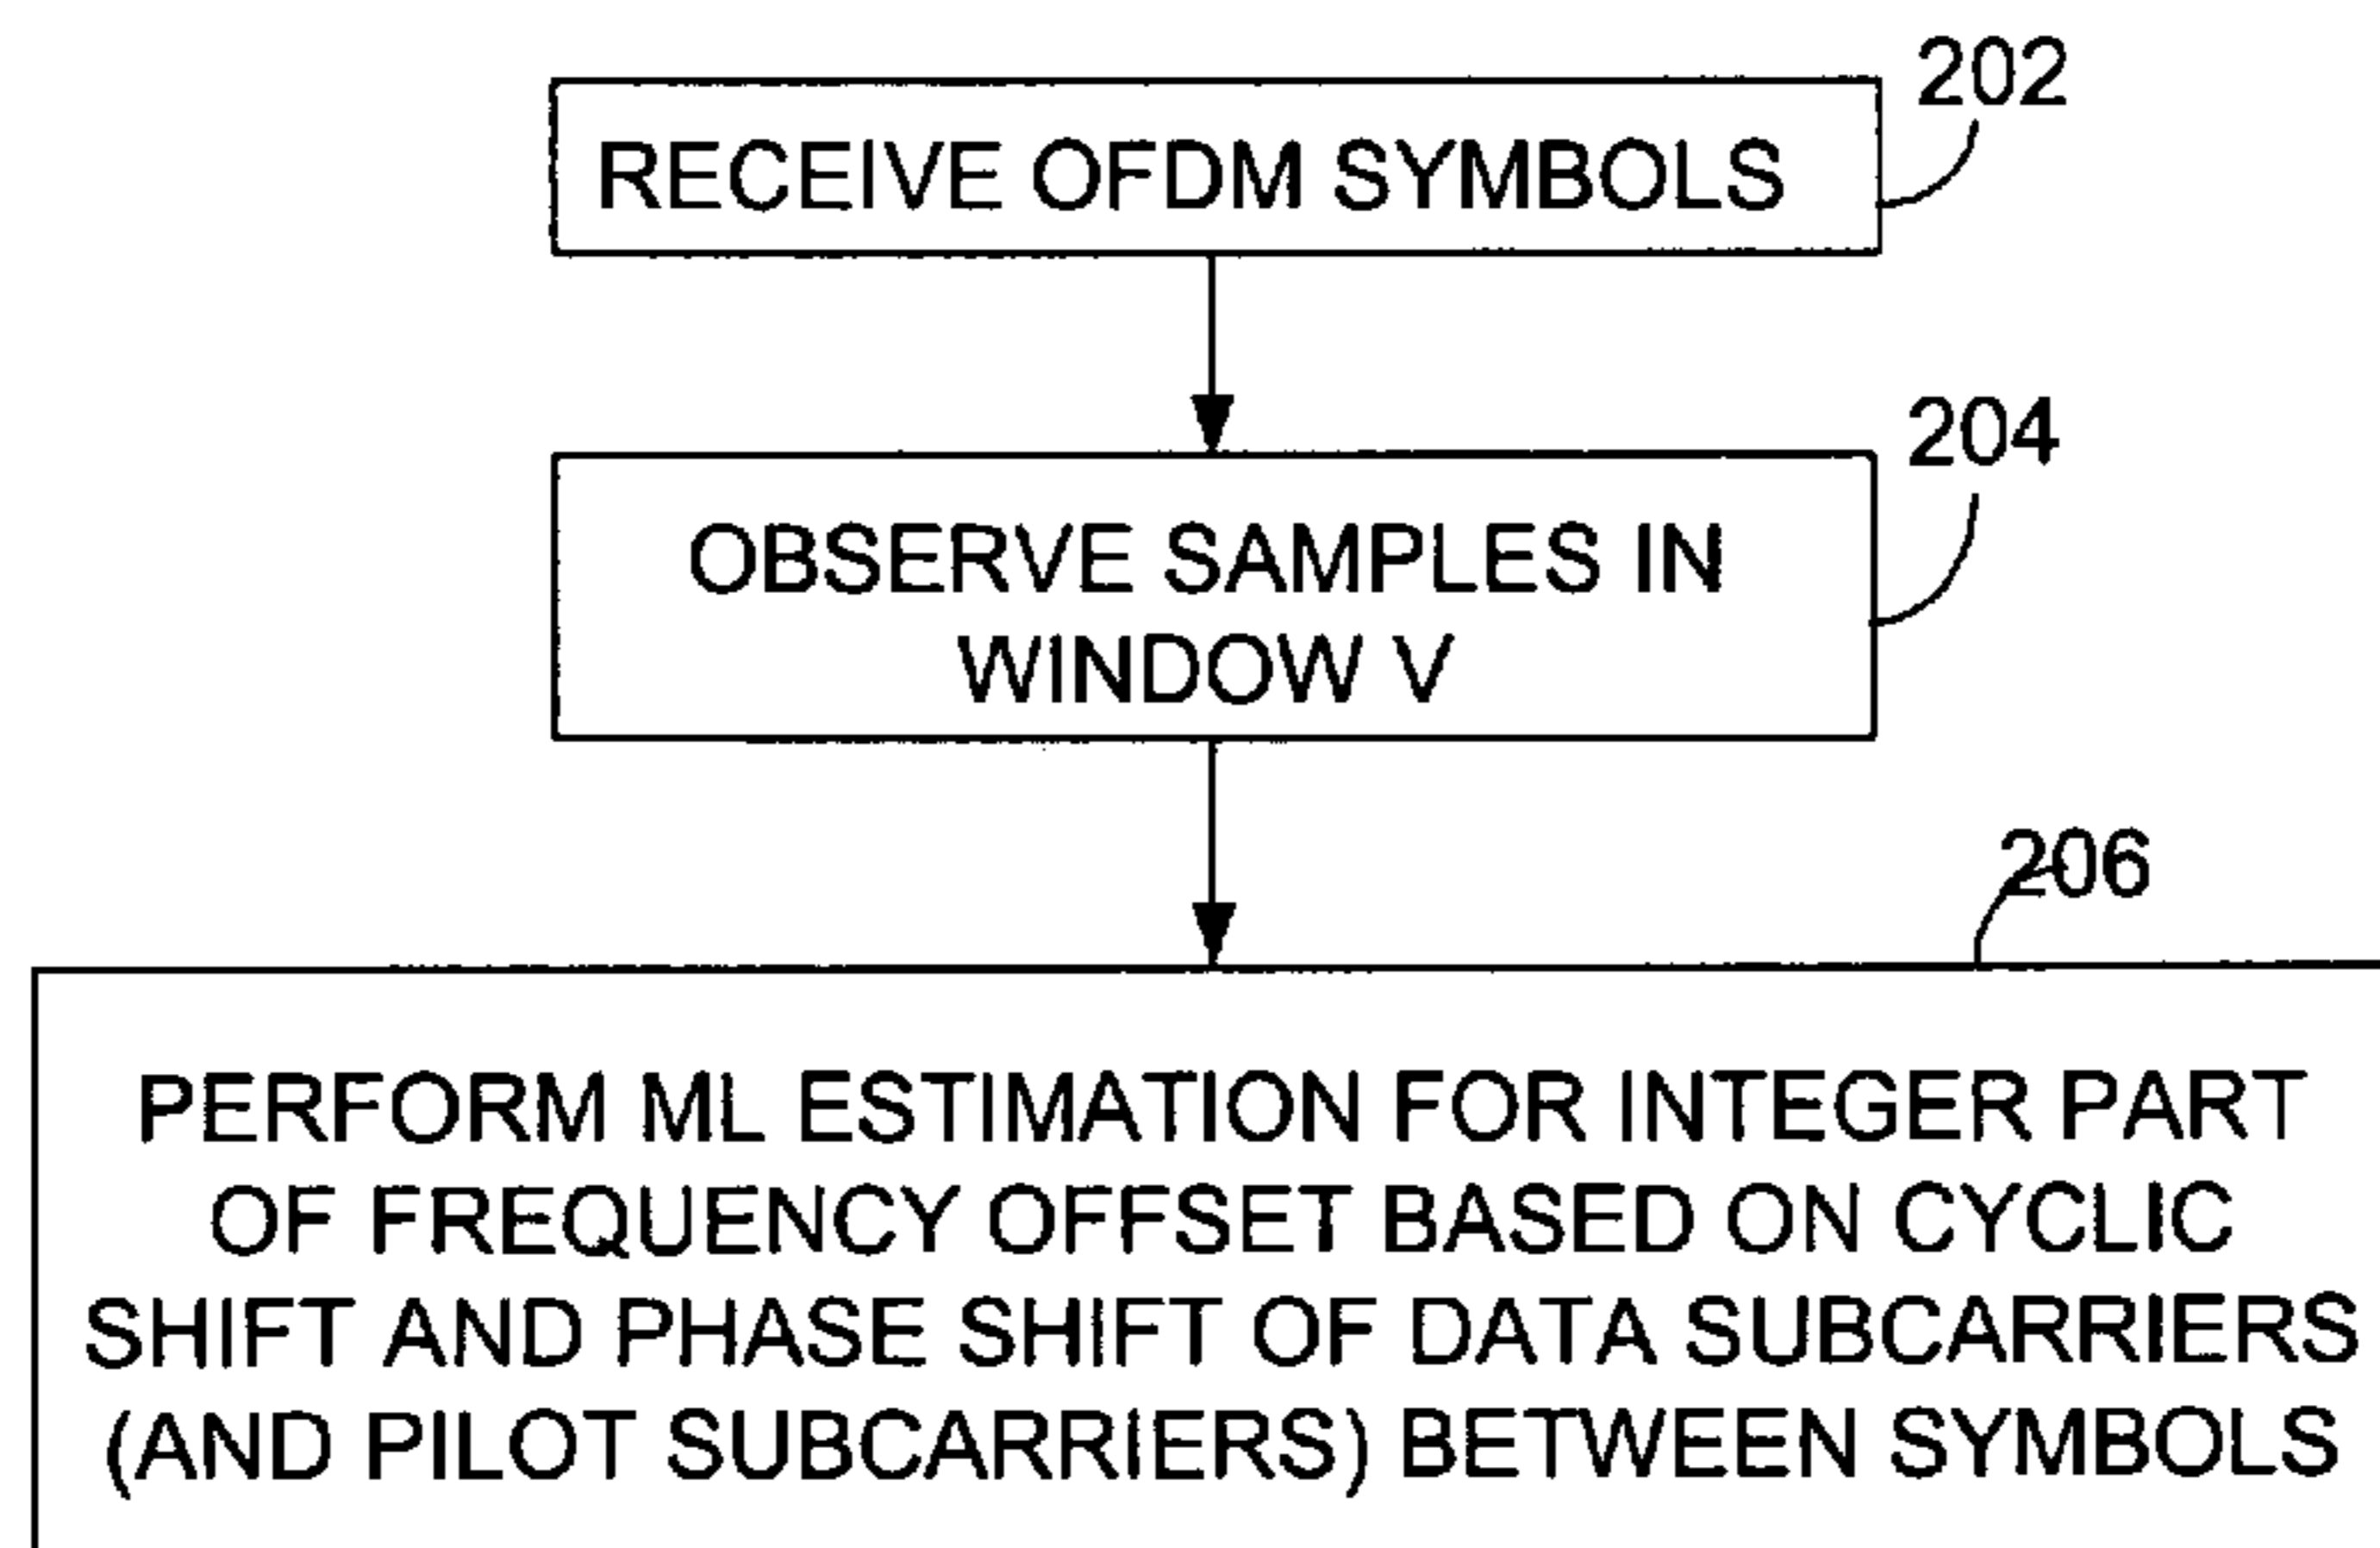 202
RECEIVE OFDM SYMBOLS
204
OBSERVE SAMPLES IN
WINDOW V
206
PERFORM ML ESTIMATION FOR INTEGER PART
OF FREQUENCY OFFSET BASED ON CYCLIC
SHIFT AND PHASE SHIFT OF DATA SUBCARRIERS
(AND PILOT SUBCARRIERS) BETWEEN SYMBOLS